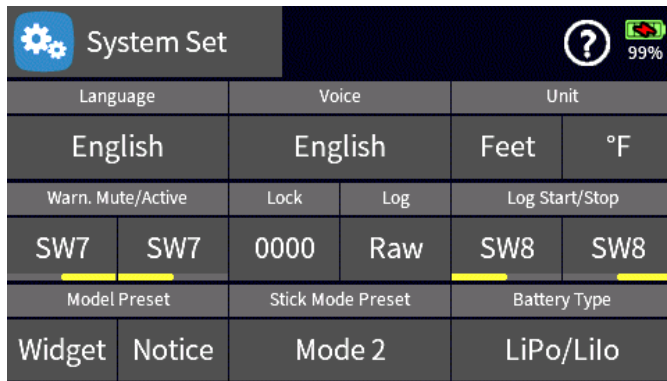 System Set
?
99%
Language Voice Unit
English English Feet °F
Warn. Mute/Active Lock Log Log Start/Stop
SW7 SW7 0000 Raw SW8 SW8
Model Preset Stick Mode Preset Battery Type
Widget Notice Mode 2 LiPo/LiIo